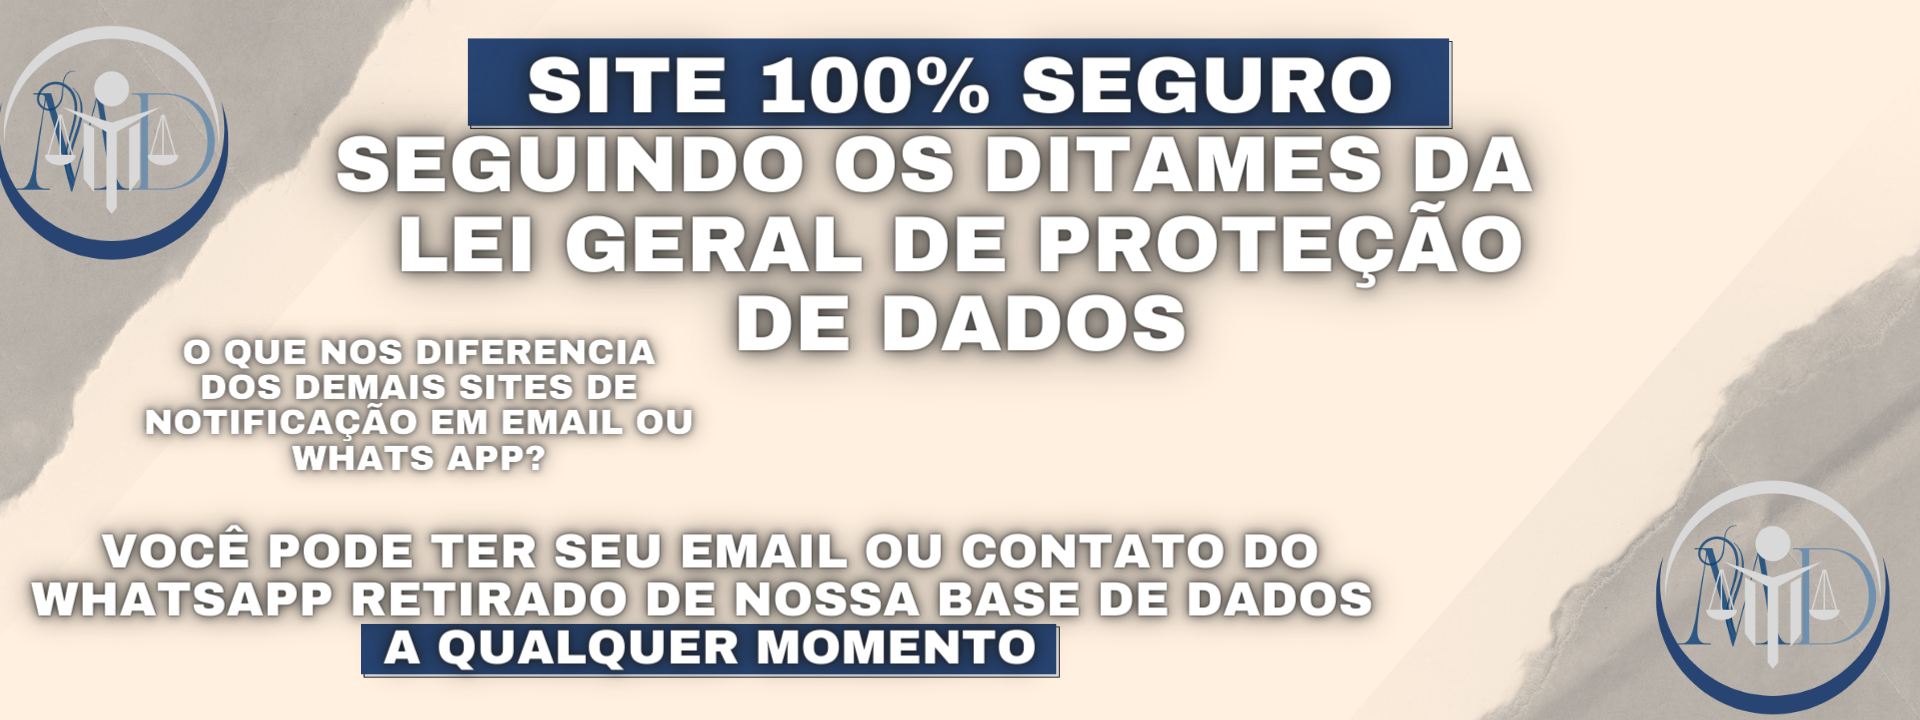 SITE 100% SEGURO
SEGUINDO OS DITAMES DA
LEI GERAL DE PROTEÇÃO
DE DADOS
O QUE NOS DIFERENCIA
DOS DEMAIS SITES DE
NOTIFICAÇÃO EM EMAIL OU
WHATS APP?
VOCÊ PODE TER SEU EMAIL OU CONTATO DO
WHATSAPP RETIRADO DE NOSSA BASE DE DADOS
A QUALQUER MOMENTO
MD
MD